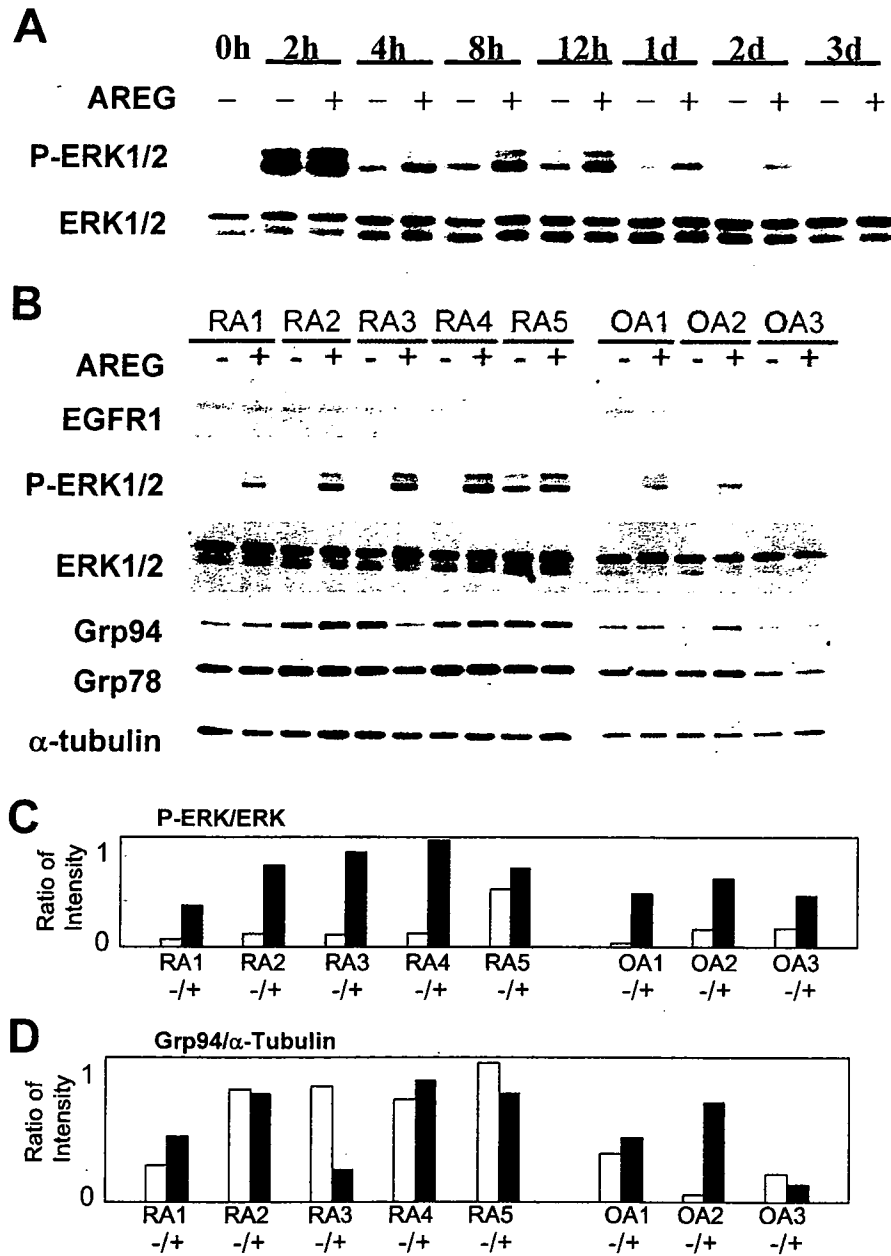 A
0h 2h 4h 8h 12h 1d 2d 3d
AREG - - + - + - + - + - + - + - +
P-ERK1/2
ERK1/2
B
RA1 RA2 RA3 RA4 RA5 OA1 OA2 OA3
AREG - + - + - + - + - + - + - + - +
EGFR1
P-ERK1/2
ERK1/2
Grp94
Grp78
α-tubulin
C
P-ERK/ERK
Ratio of
Intensity
1
0
RA1 RA2 RA3 RA4 RA5 OA1 OA2 OA3
-/+ -/+ -/+ -/+ -/+ -/+ -/+ -/+
D
Grp94/α-Tubulin
Ratio of
Intensity
1
0
RA1 RA2 RA3 RA4 RA5 OA1 OA2 OA3
-/+ -/+ -/+ -/+ -/+ -/+ -/+ -/+